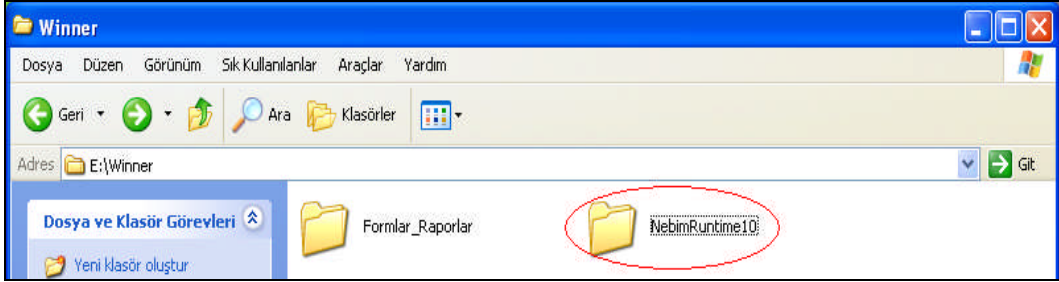 Winner
Dosya Düzen Görünüm Sık Kullanılanlar Araçlar Yardım
Geri Ara Klasörler
Adres E:\Winner Git
Dosya ve Klasör Görevleri Formlar_Raporlar NebimRuntime10
Yeni klasör oluştur